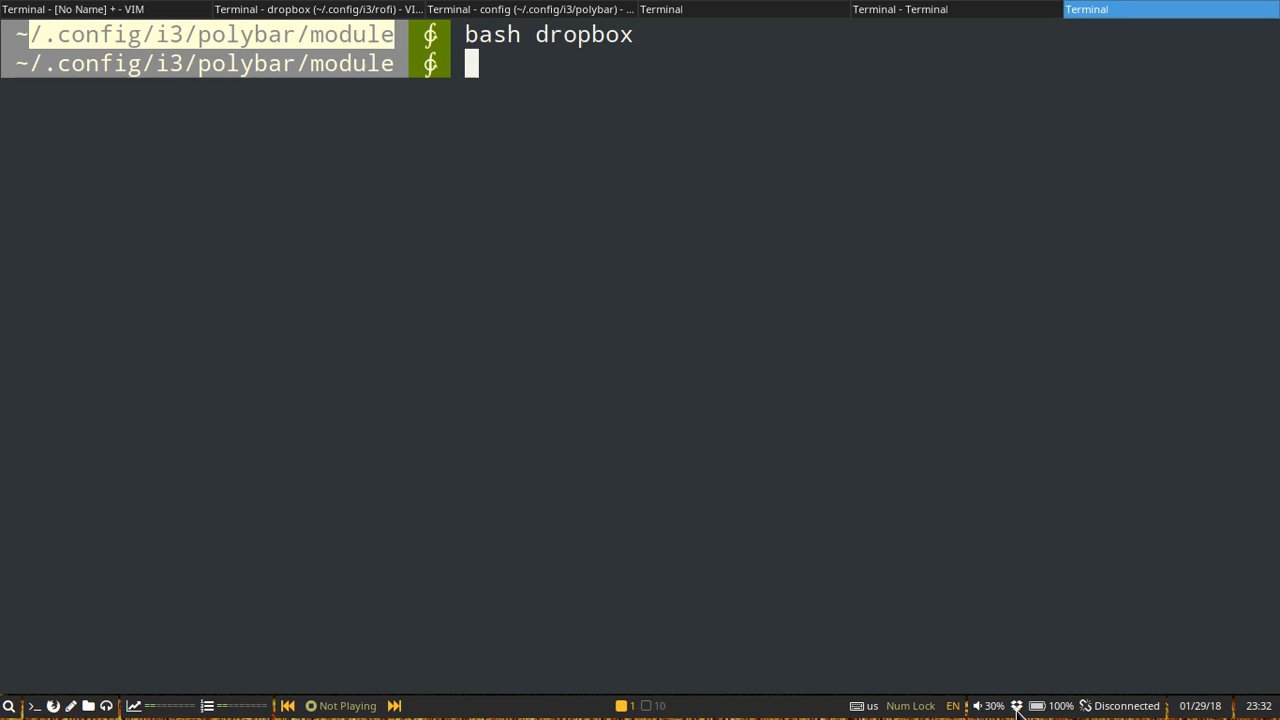 Terminal - [No Name] + - VIM
Terminal - dropbox (~/.config/i3/rofi) - VI...
Terminal - config (~/.config/i3/polybar) - ...
Terminal
Terminal - Terminal
Terminal
~/.config/i3/polybar/module ∮ bash dropbox
~/.config/i3/polybar/module ∮
>_ ==------- ==------- Not Playing 1 10 us Num Lock EN 30% 100% Disconnected 01/29/18 23:32